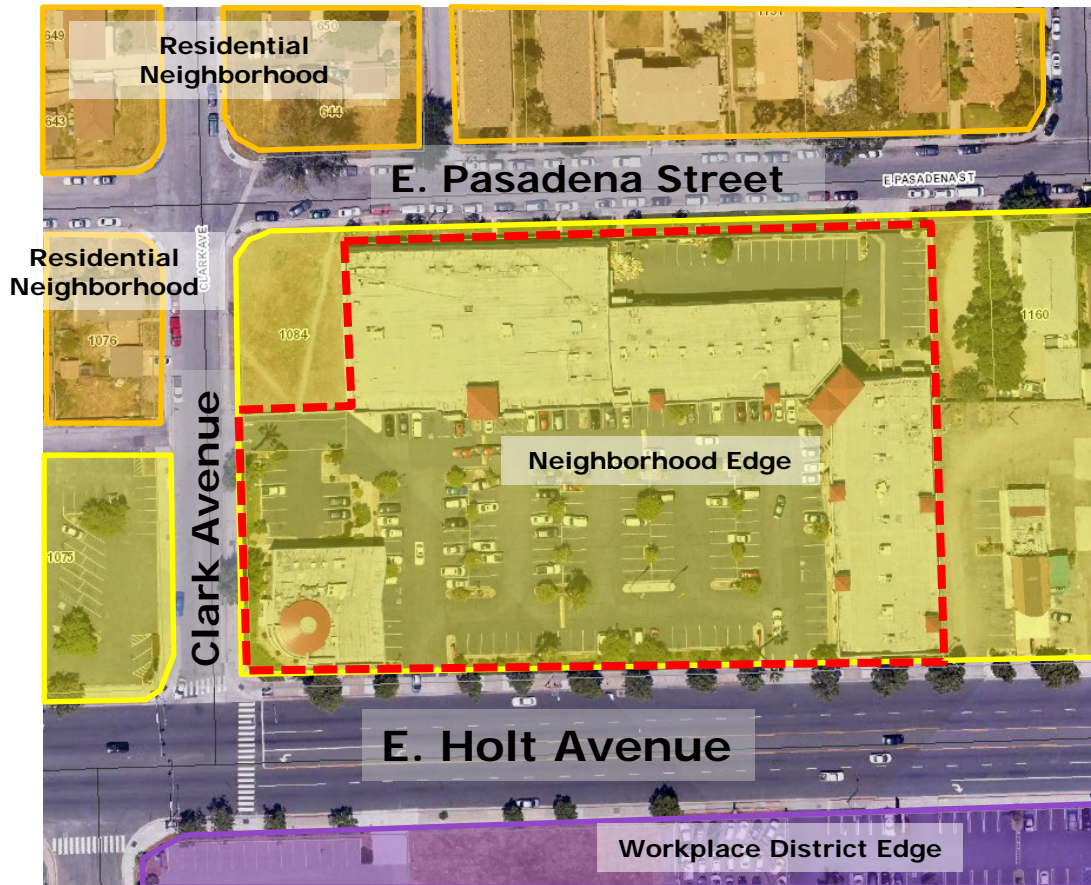 649
650
1151
Residential
Neighborhood
643
644
E. Pasadena Street
E PASADENA ST
CLARK AVE
Residential
Neighborhood
1076
1084
1160
Clark Avenue
Neighborhood Edge
1075
E. Holt Avenue
Workplace District Edge